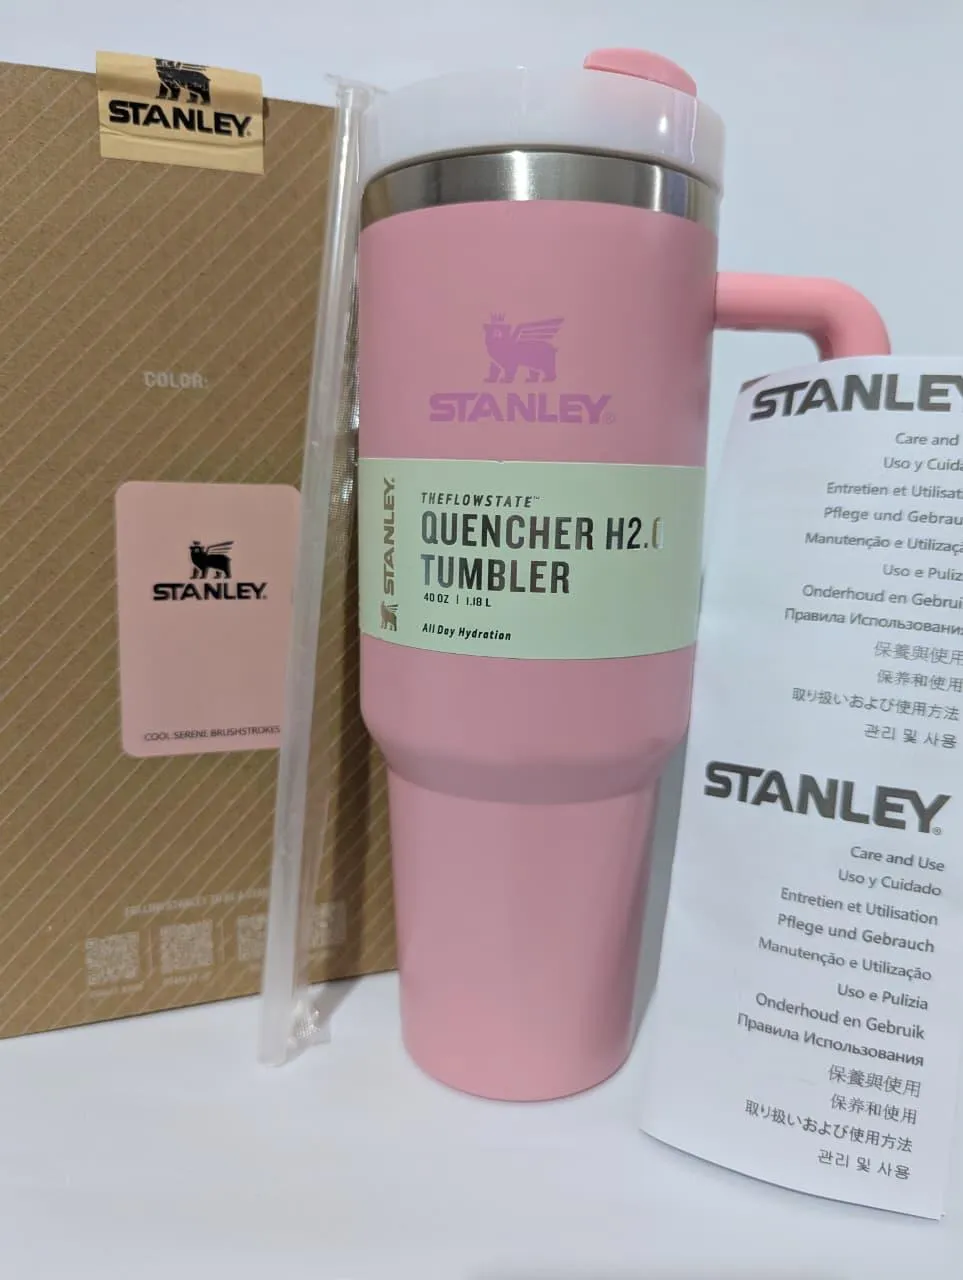 STANLEY.
COLOR:
STANLEY.
COOL SERENE BRUSHSTROKES
STANLEY®
STANLEY.
THEFLOWSTATE™
QUENCHER H2.0
TUMBLER
40 OZ | 1.18 L
All Day Hydration
STANLEY
Care and
Uso y Cuida
Entretien et Utilisati
Pflege und Gebrau
Manutenção e Utilizaçã
Uso e Puliz
Onderhoud en Gebrui
Правила Использования
保養與使用
保养和使用
取り扱いおよび使用方法
관리 및 사용
STANLEY®
Care and Use
Uso y Cuidado
Entretien et Utilisation
Pflege und Gebrauch
Manutenção e Utilização
Uso e Pulizia
Onderhoud en Gebruik
Правила Использования
保養與使用
保养和使用
取り扱いおよび使用方法
관리 및 사용